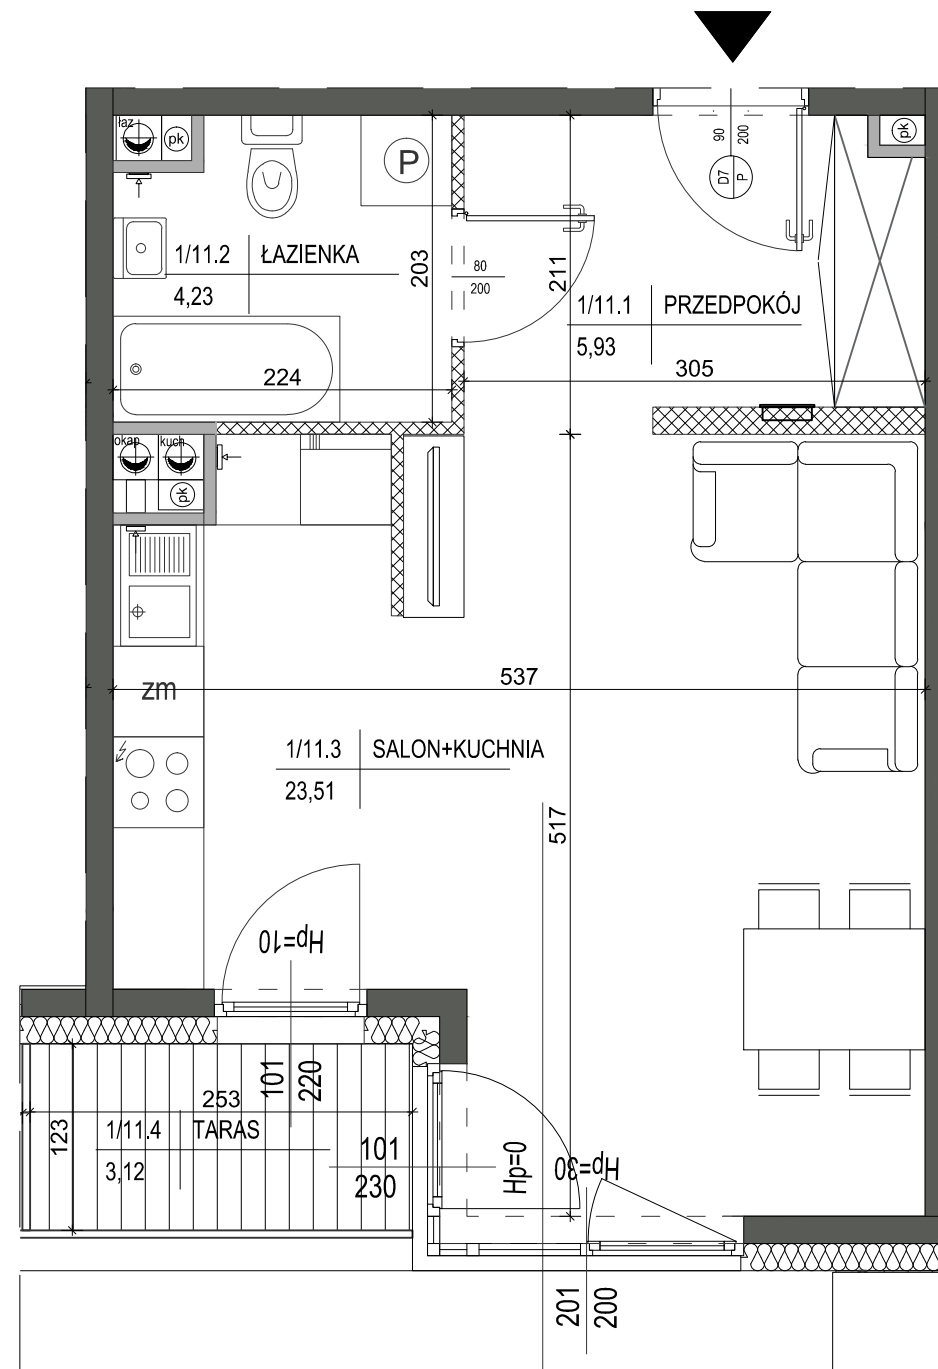 łaz
pk
P
90
200
D7
P
pk
1/11.2 ŁAZIENKA
4,23
203
80
200
211
1/11.1 PRZEDPOKÓJ
5,93
224
305
okap
kuch
pk
zm
537
1/11.3 SALON+KUCHNIA
23,51
517
Hp=10
101
220
253
123
1/11.4 TARAS
3,12
101
230
Hp=0
Hp=30
201
200